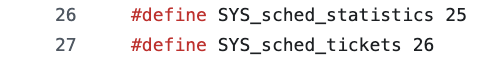 26 #define SYS_sched_statistics 25
27 #define SYS_sched_tickets 26